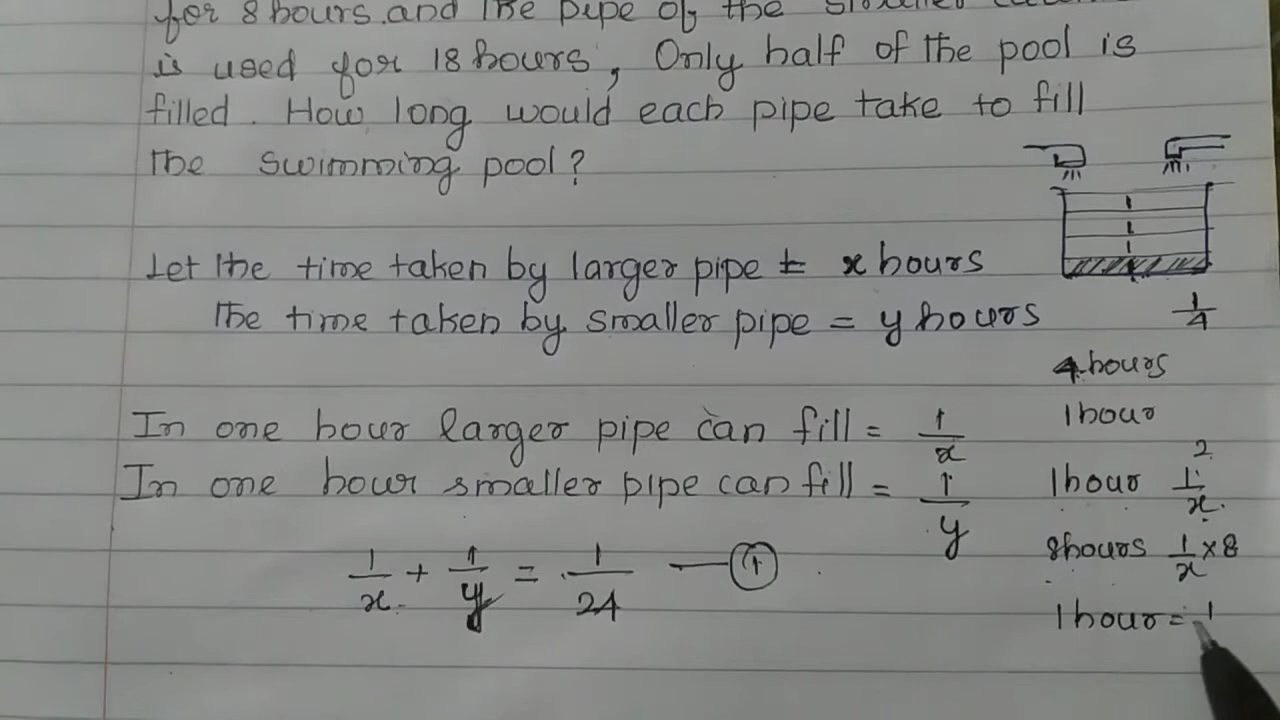 for 8 hours. and the pipe of the smaller
is used for 18 hours, Only half of the pool is
filled. How long would each pipe take to fill
the swimming pool?
Let the time taken by larger pipe = x hours
The time taken by smaller pipe = y hours
1/4
4 hours
In one hour larger pipe can fill = 1/x
1 hour
In one hour smaller pipe can fill = 1/y
1 hour 1/x
2
8 hours 1/x × 8
1/x + 1/y = 1/24 — ①
1 hour = 1